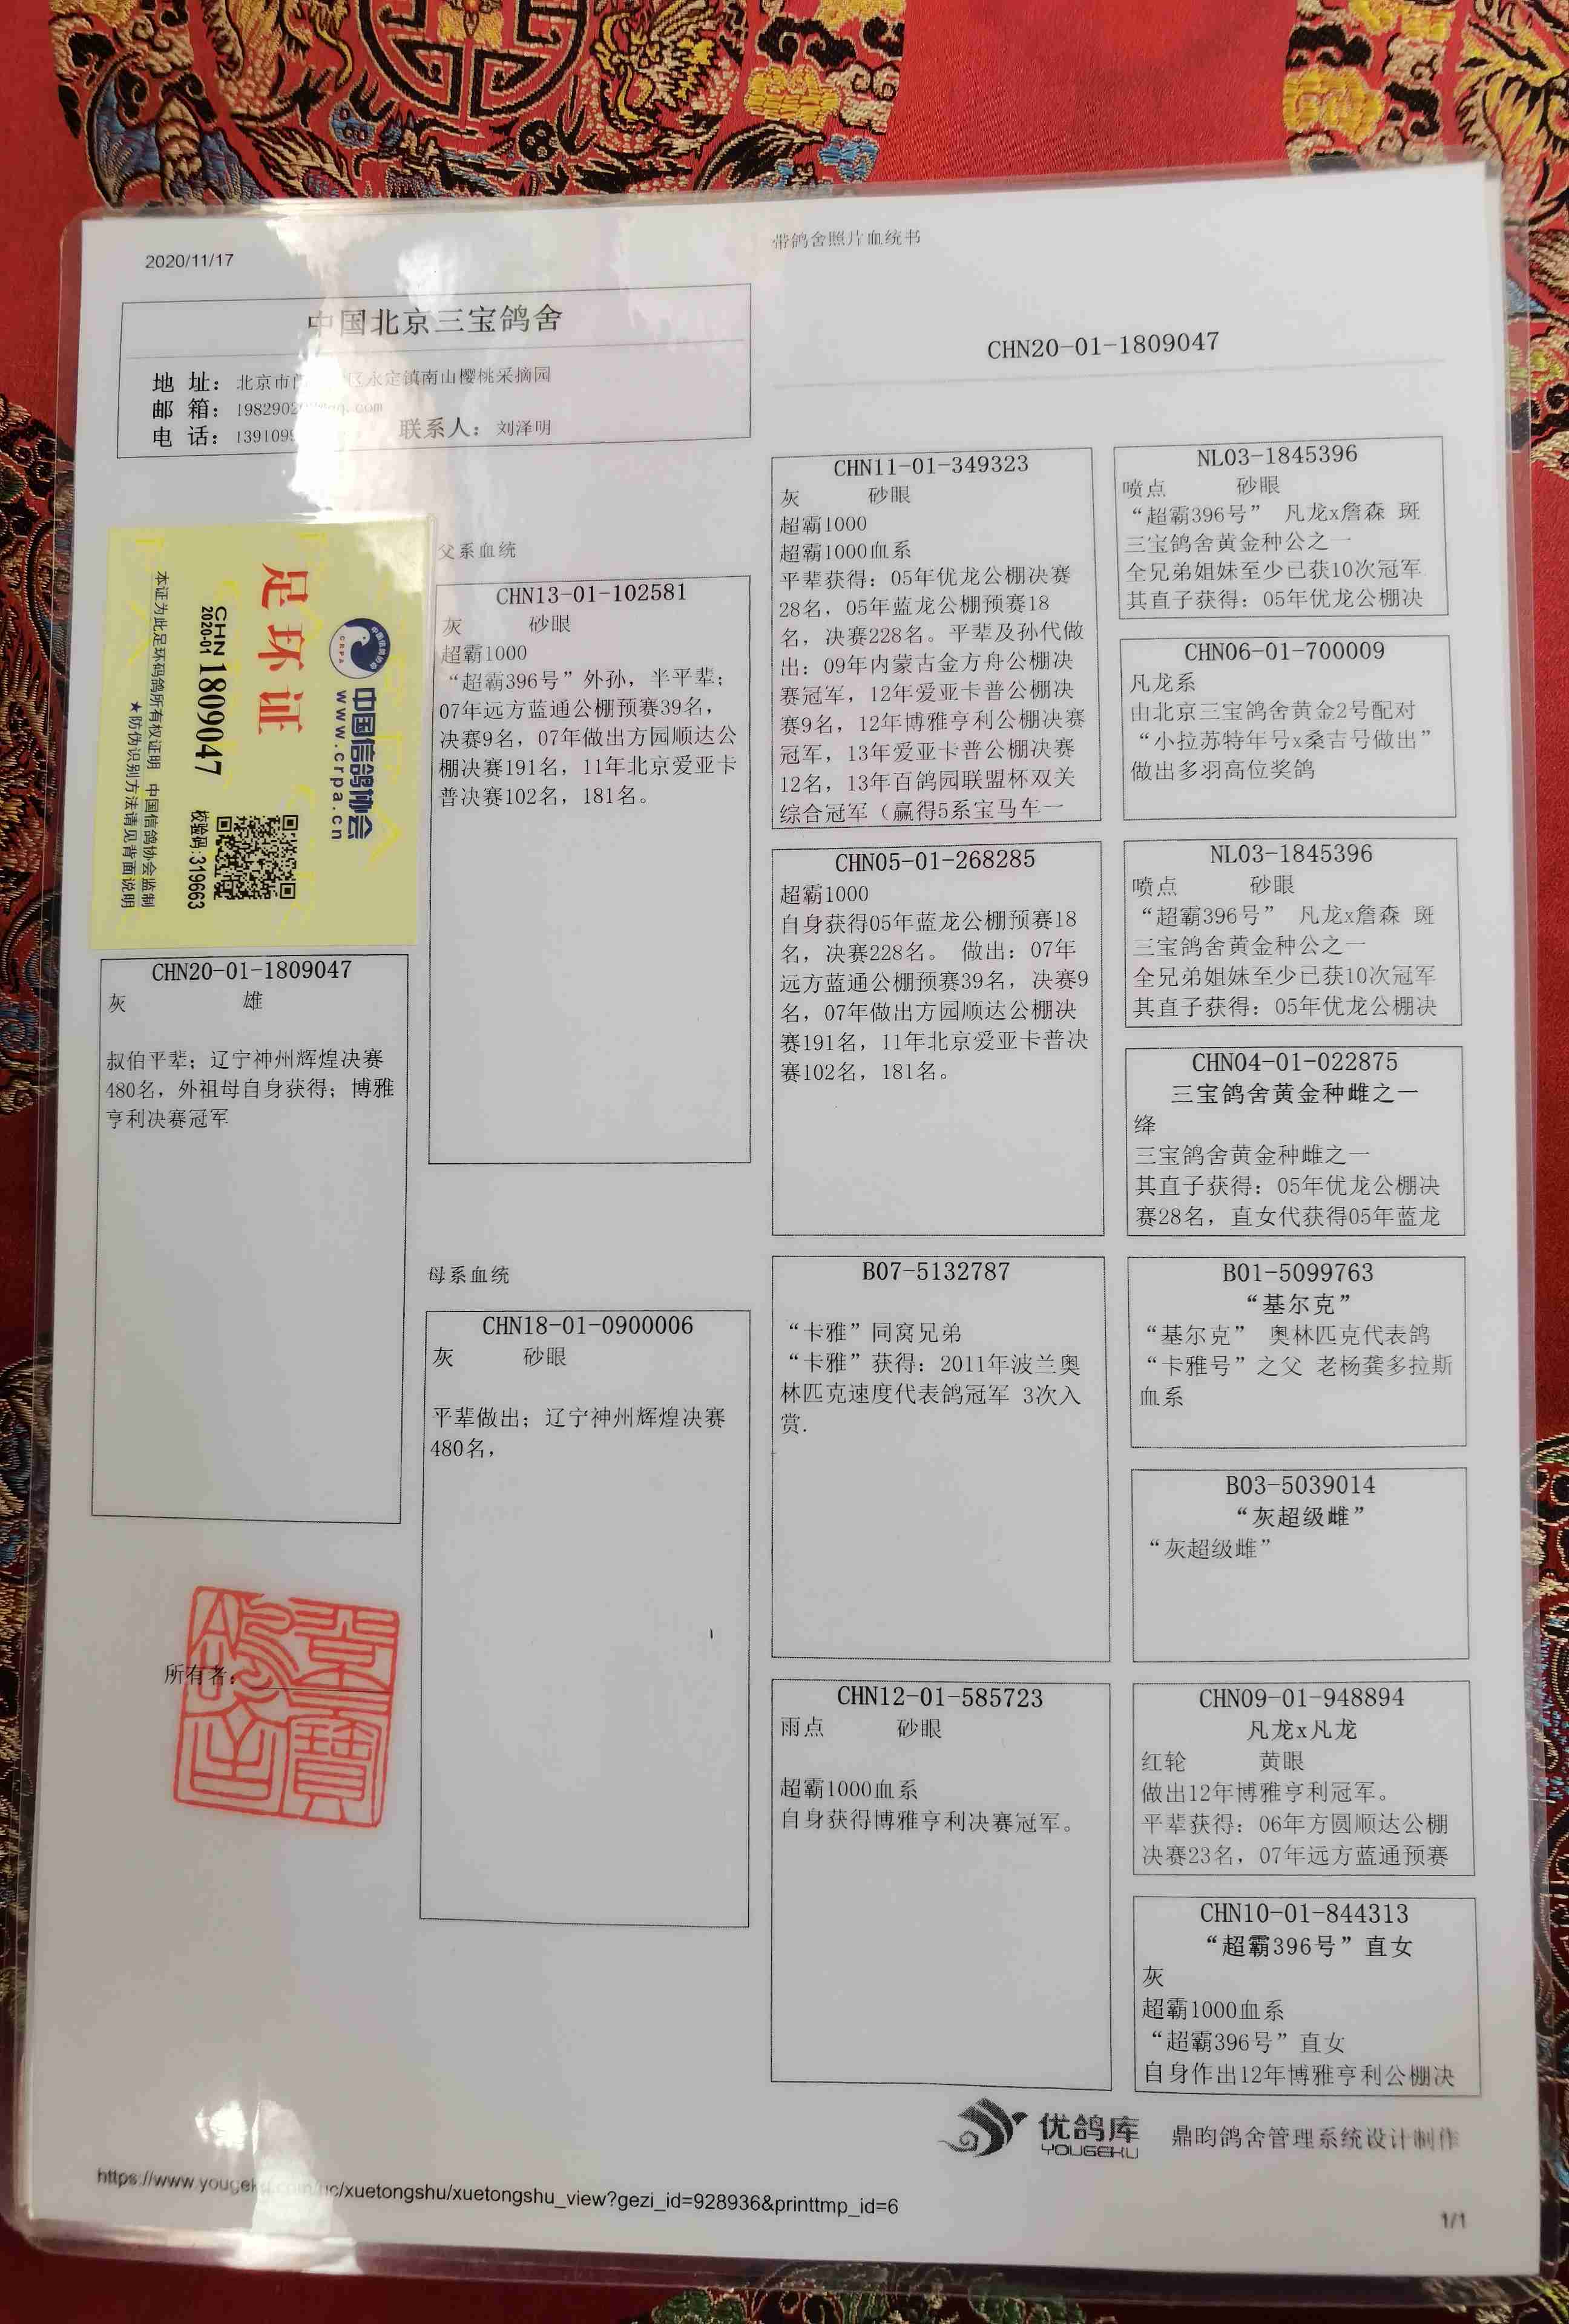 2020/11/17
带鸽舍照片血统书
中国北京三宝鸽舍
地 址: 北京市 区永定镇南山樱桃采摘园
邮 箱: 1982902 qq.com
电 话: 139109
联系人: 刘泽明
CHN20-01-1809047
足环证
CHN
2020-01 1809047
本证为此足环码鸽所有权证明 中国信鸽协会监制
★防伪识别方法请见背面说明
校验码:319663
中国信鸽协会
www.crpa.cn
CRPA
CHN20-01-1809047
灰 雄
叔伯平辈; 辽宁神州辉煌决赛
480名, 外祖母自身获得; 博雅
亨利决赛冠军
所有者:
父系血统
CHN13-01-102581
灰 砂眼
超霸1000
“超霸396号”外孙, 半平辈;
07年远方蓝通公棚预赛39名,
决赛9名, 07年做出方园顺达公
棚决赛191名, 11年北京爱亚卡
普决赛102名, 181名。
母系血统
CHN18-01-0900006
灰 砂眼
平辈做出; 辽宁神州辉煌决赛
480名,
CHN11-01-349323
灰 砂眼
超霸1000
超霸1000血系
平辈获得: 05年优龙公棚决赛
28名, 05年蓝龙公棚预赛18
名, 决赛228名。平辈及孙代做
出: 09年内蒙古金方舟公棚决
赛冠军, 12年爱亚卡普公棚决
赛9名, 12年博雅亨利公棚决赛
冠军, 13年爱亚卡普公棚决赛
12名, 13年百鸽园联盟杯双关
综合冠军 (赢得5系宝马车一
CHN05-01-268285
超霸1000
自身获得05年蓝龙公棚预赛18
名, 决赛228名。 做出: 07年
远方蓝通公棚预赛39名, 决赛9
名, 07年做出方园顺达公棚决
赛191名, 11年北京爱亚卡普决
赛102名, 181名。
B07-5132787
“卡雅”同窝兄弟
“卡雅”获得: 2011年波兰奥
林匹克速度代表鸽冠军 3次入
赏.
CHN12-01-585723
雨点 砂眼
超霸1000血系
自身获得博雅亨利决赛冠军。
NL03-1845396
喷点 砂眼
“超霸396号” 凡龙x詹森 斑
三宝鸽舍黄金种公之一
全兄弟姐妹至少已获10次冠军
其直子获得: 05年优龙公棚决
CHN06-01-700009
凡龙系
由北京三宝鸽舍黄金2号配对
“小拉苏特年号x桑吉号做出”
做出多羽高位奖鸽
NL03-1845396
喷点 砂眼
“超霸396号” 凡龙x詹森 斑
三宝鸽舍黄金种公之一
全兄弟姐妹至少已获10次冠军
其直子获得: 05年优龙公棚决
CHN04-01-022875
三宝鸽舍黄金种雌之一
绛
三宝鸽舍黄金种雌之一
其直子获得: 05年优龙公棚决
赛28名, 直女代获得05年蓝龙
B01-5099763
“基尔克”
“基尔克” 奥林匹克代表鸽
“卡雅号”之父 老杨龚多拉斯
血系
B03-5039014
“灰超级雌”
“灰超级雌”
CHN09-01-948894
凡龙x凡龙
红轮 黄眼
做出12年博雅亨利冠军。
平辈获得: 06年方圆顺达公棚
决赛23名, 07年远方蓝通预赛
CHN10-01-844313
“超霸396号”直女
灰
超霸1000血系
“超霸396号”直女
自身作出12年博雅亨利公棚决
优鸽库
YOUGEKU
鼎昀鸽舍管理系统设计制作
https://www.yougeku.com/uc/xuetongshu/xuetongshu_view?gezi_id=928936&printtmp_id=6
1/1